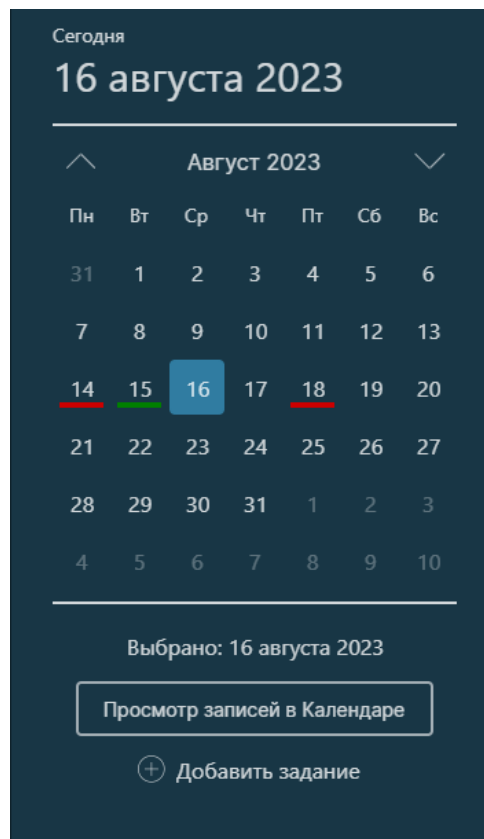 Сегодня
16 августа 2023
Август 2023
Пн Вт Ср Чт Пт Сб Вс
31 1 2 3 4 5 6
7 8 9 10 11 12 13
14 15 16 17 18 19 20
21 22 23 24 25 26 27
28 29 30 31 1 2 3
4 5 6 7 8 9 10
Выбрано: 16 августа 2023
Просмотр записей в Календаре
Добавить задание